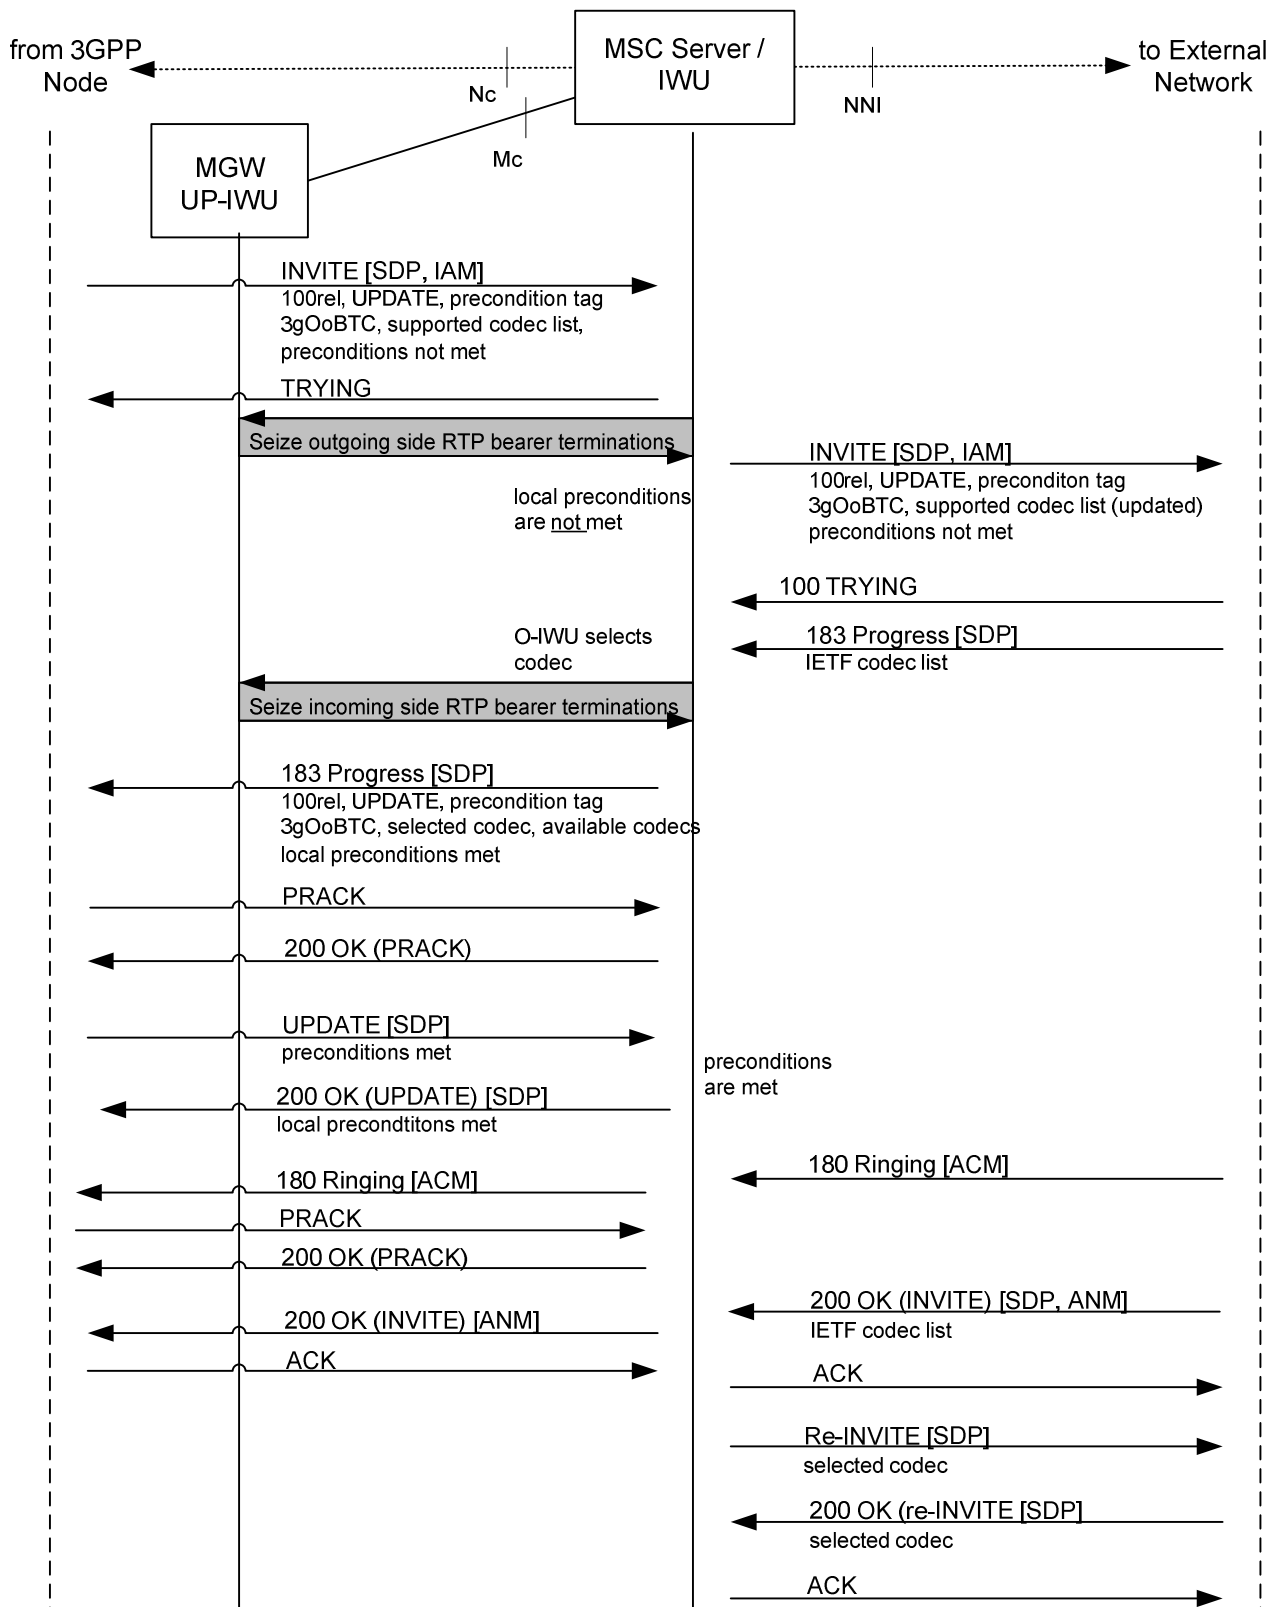 from 3GPP
Node
MSC Server /
IWU
to External
Network
Nc
NNI
Mc
MGW
UP-IWU
INVITE [SDP, IAM]
100rel, UPDATE, precondition tag
3gOoBTC, supported codec list,
preconditions not met
TRYING
Seize outgoing side RTP bearer terminations
INVITE [SDP, IAM]
100rel, UPDATE, preconditon tag
3gOoBTC, supported codec list (updated)
preconditions not met
local preconditions
are not met
100 TRYING
183 Progress [SDP]
IETF codec list
O-IWU selects
codec
Seize incoming side RTP bearer terminations
183 Progress [SDP]
100rel, UPDATE, precondition tag
3gOoBTC, selected codec, available codecs
local preconditions met
PRACK
200 OK (PRACK)
UPDATE [SDP]
preconditions met
preconditions
are met
200 OK (UPDATE) [SDP]
local precondtitons met
180 Ringing [ACM]
180 Ringing [ACM]
PRACK
200 OK (PRACK)
200 OK (INVITE) [SDP, ANM]
IETF codec list
200 OK (INVITE) [ANM]
ACK
ACK
Re-INVITE [SDP]
selected codec
200 OK (re-INVITE [SDP]
selected codec
ACK